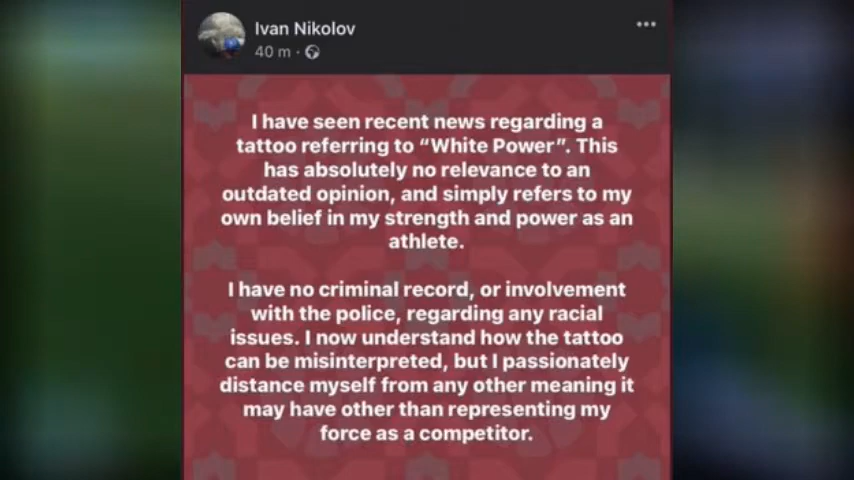 Ivan Nikolov
40 m ·
I have seen recent news regarding a
tattoo referring to “White Power”. This
has absolutely no relevance to an
outdated opinion, and simply refers to my
own belief in my strength and power as an
athlete.
I have no criminal record, or involvement
with the police, regarding any racial
issues. I now understand how the tattoo
can be misinterpreted, but I passionately
distance myself from any other meaning it
may have other than representing my
force as a competitor.